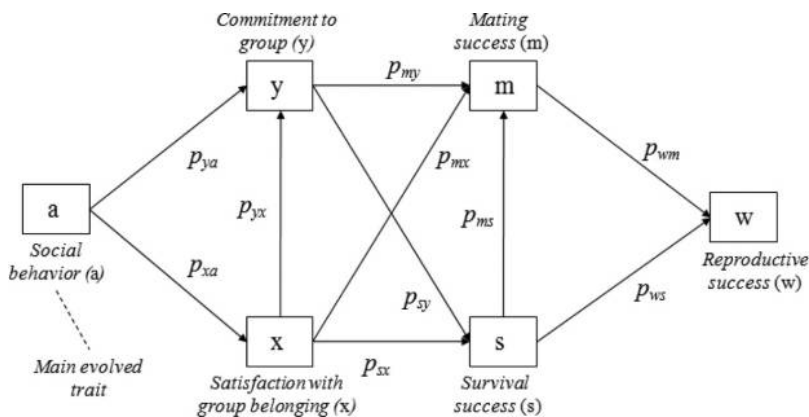 Commitment to
group (y)
Mating
success (m)
y
p_my
m
p_ya
p_mx
p_wm
p_yx
p_ms
a
w
Social
behavior (a)
p_xa
Reproductive
success (w)
p_sy
p_ws
x
s
Main evolved
trait
p_sx
Satisfaction with
group belonging (x)
Survival
success (s)